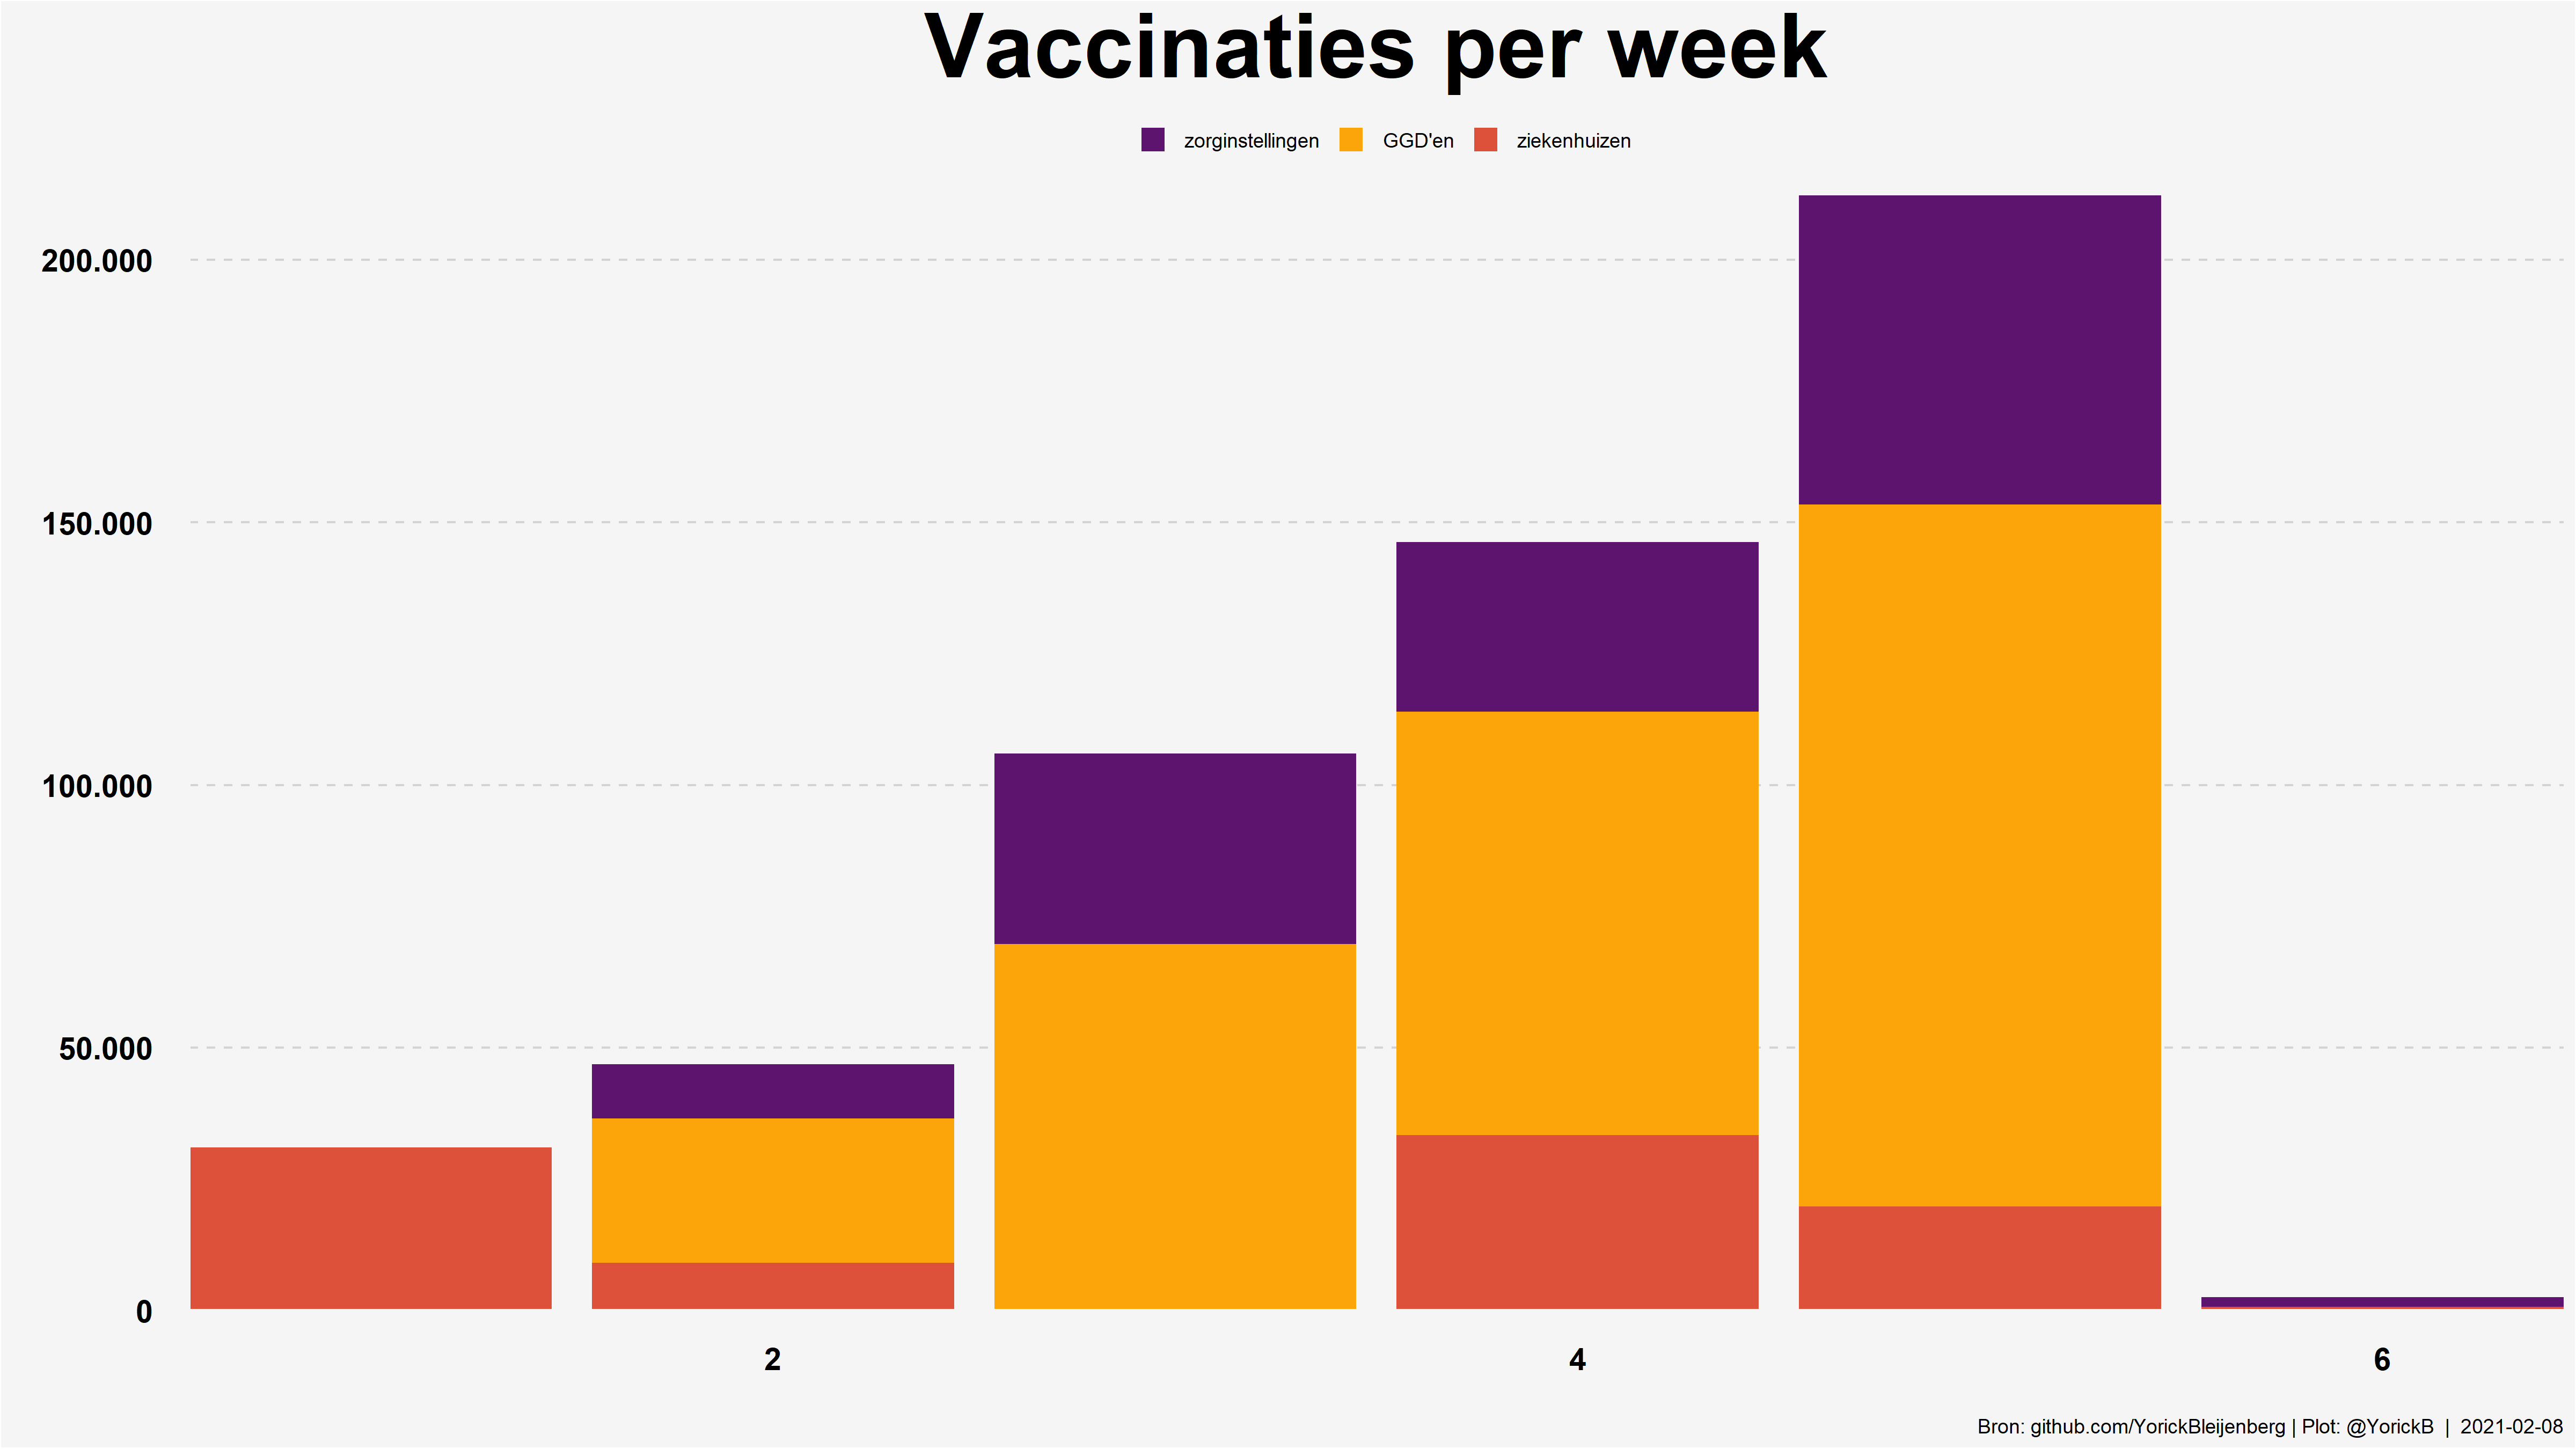 Vaccinaties per week
zorginstellingen GGD'en ziekenhuizen
200.000
150.000
100.000
50.000
0
2 4 6
Bron: github.com/YorickBleijenberg | Plot: @YorickB | 2021-02-08